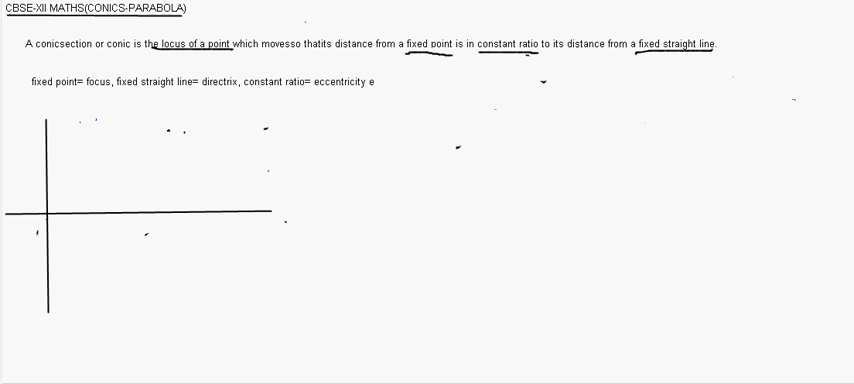 CBSE-XII MATHS(CONICS-PARABOLA)
A conicsection or conic is the locus of a point which movesso thatits distance from a fixed point is in constant ratio to its distance from a fixed straight line.
fixed point= focus, fixed straight line= directrix, constant ratio= eccentricity e